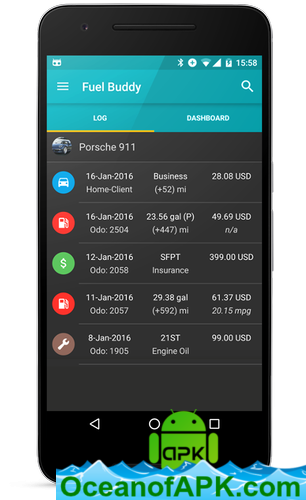 15:58
Fuel Buddy
LOG
DASHBOARD
Porsche 911
16-Jan-2016 Business 28.08 USD
Home-Client (+52) mi
16-Jan-2016 23.56 gal (P) 49.69 USD
Odo: 2504 (+447) mi n/a
$
12-Jan-2016 SFPT 399.00 USD
Odo: 2058 Insurance
11-Jan-2016 29.38 gal 61.37 USD
Odo: 2057 (+592) mi 20.15 mpg
8-Jan-2016 21ST 99.00 USD
Odo: 1905 Engine Oil
APK
OceanofAPK.com